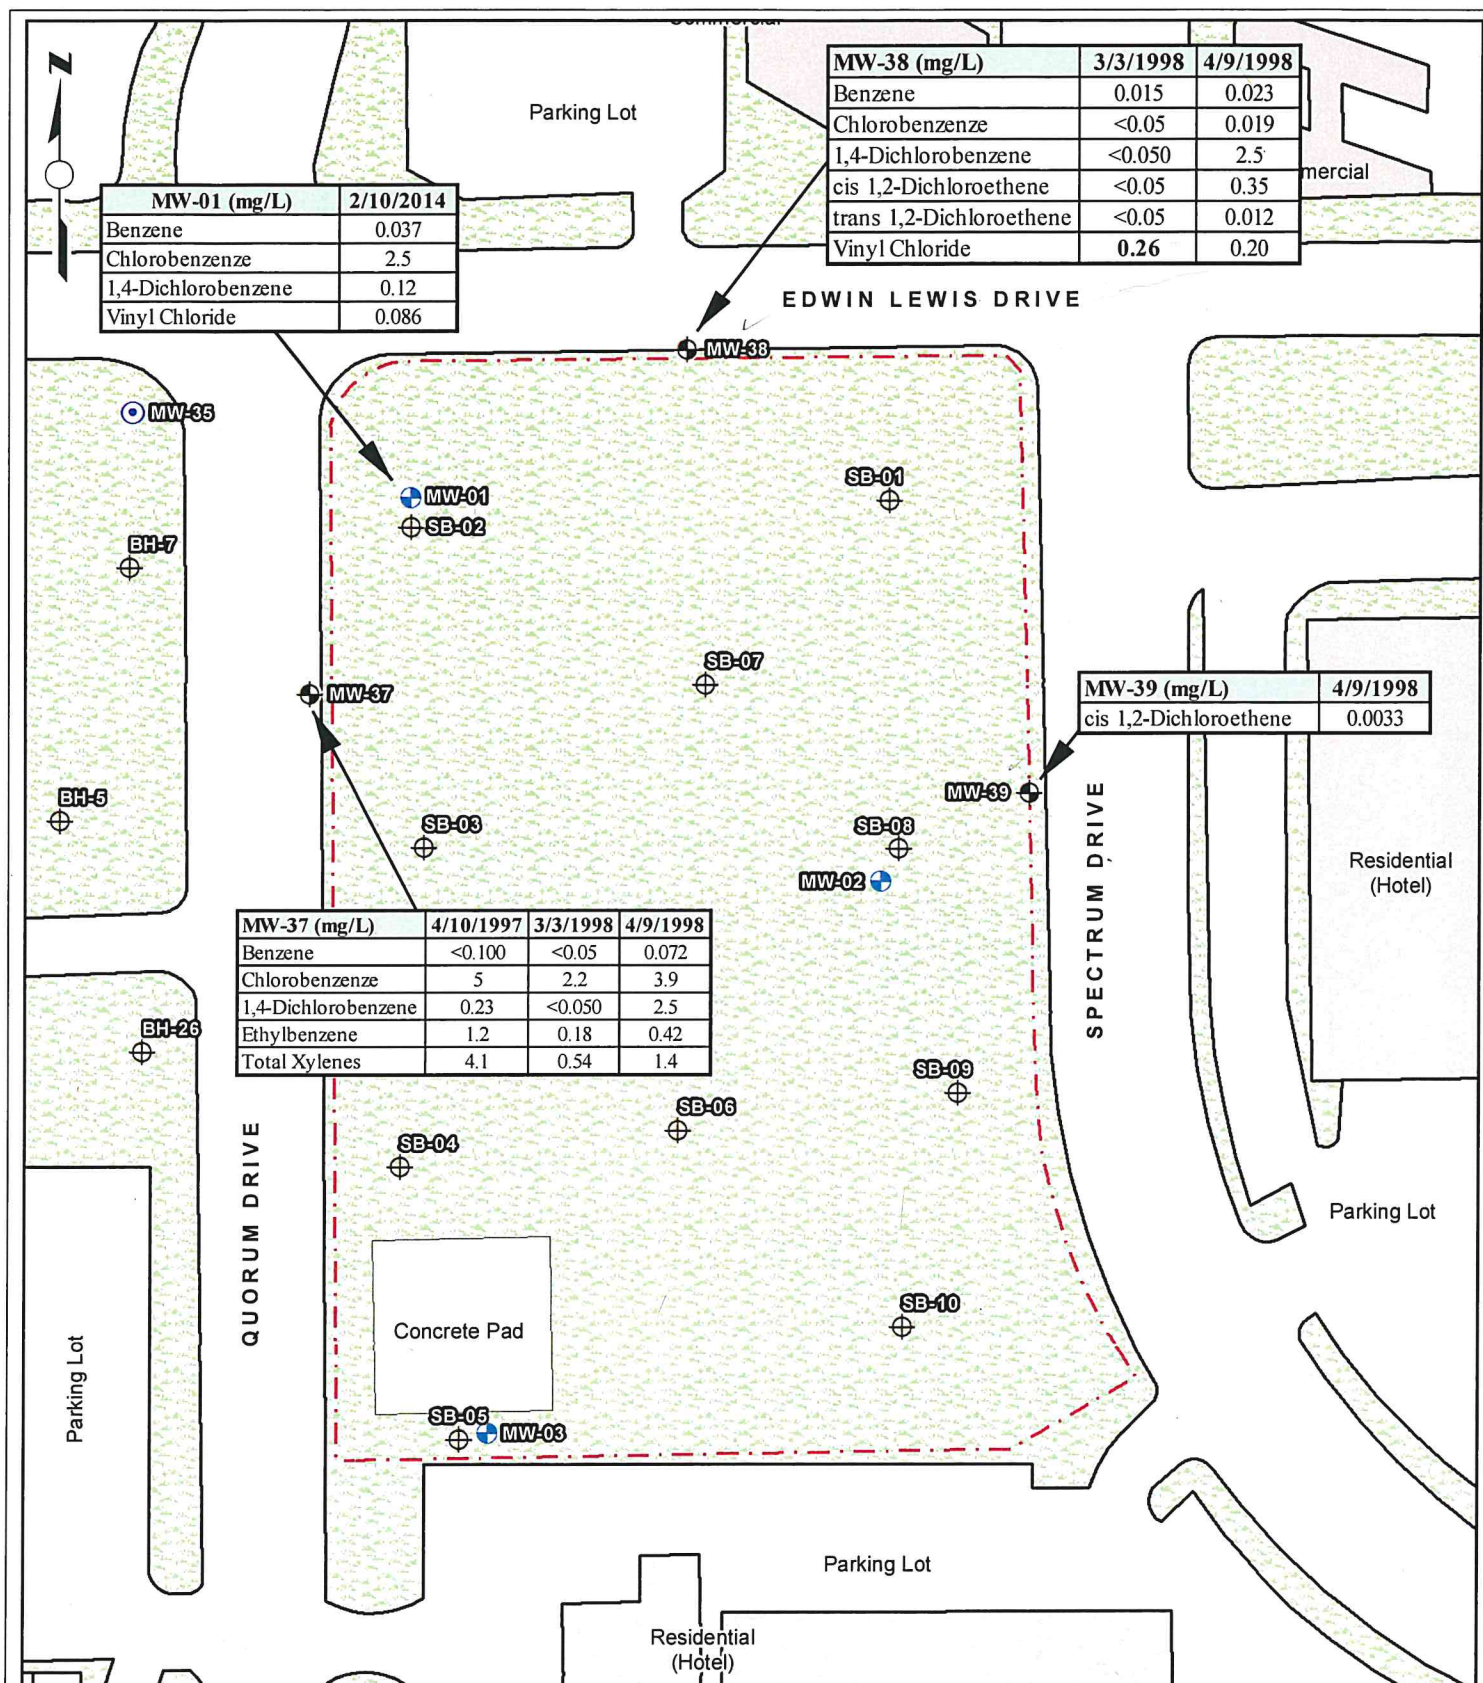 Commercial
Z
Parking Lot
MW-38 (mg/L) 3/3/1998 4/9/1998
Benzene 0.015 0.023
Chlorobenzenze <0.05 0.019
1,4-Dichlorobenzene <0.050 2.5
cis 1,2-Dichloroethene <0.05 0.35
trans 1,2-Dichloroethene <0.05 0.012
Vinyl Chloride 0.26 0.20
mercial
MW-01 (mg/L) 2/10/2014
Benzene 0.037
Chlorobenzenze 2.5
1,4-Dichlorobenzene 0.12
Vinyl Chloride 0.086
EDWIN LEWIS DRIVE
MW-38
MW-35
SB-01
MW-01
SB-02
BH-7
SB-07
MW-37
MW-39 (mg/L) 4/9/1998
cis 1,2-Dichloroethene 0.0033
MW-39
BH-5
SB-03
SB-08
MW-02
SPECTRUM DRIVE
Residential
(Hotel)
MW-37 (mg/L) 4/10/1997 3/3/1998 4/9/1998
Benzene <0.100 <0.05 0.072
Chlorobenzenze 5 2.2 3.9
1,4-Dichlorobenzene 0.23 <0.050 2.5
Ethylbenzene 1.2 0.18 0.42
Total Xylenes 4.1 0.54 1.4
BH-26
SB-09
SB-06
SB-04
QUORUM DRIVE
Parking Lot
SB-10
Concrete Pad
Parking Lot
SB-05
MW-03
Parking Lot
Residential
(Hotel)